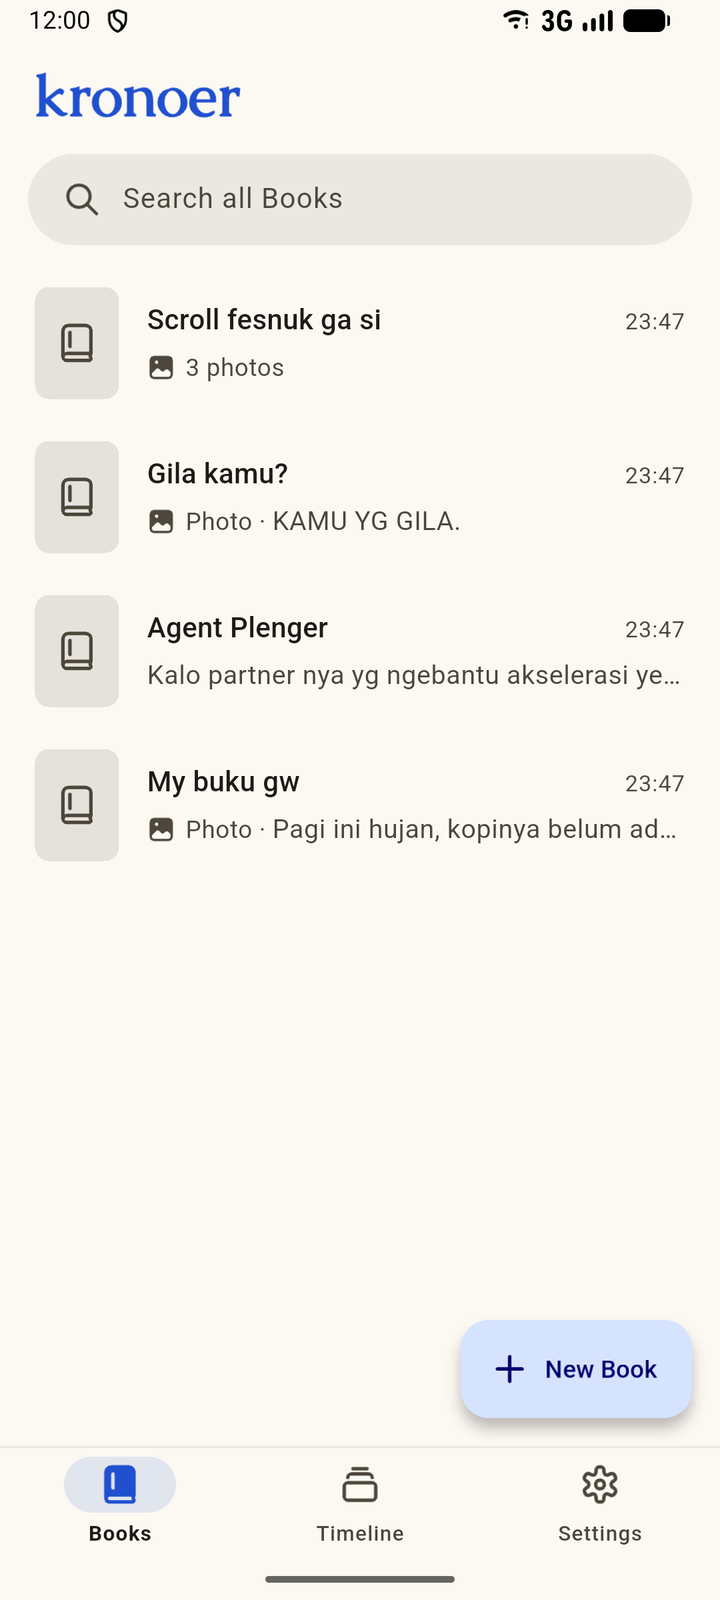 12:00
3G
kronoer
Search all Books
Scroll fesnuk ga si
23:47
3 photos
Gila kamu?
23:47
Photo · KAMU YG GILA.
Agent Plenger
23:47
Kalo partner nya yg ngebantu akselerasi ye…
My buku gw
23:47
Photo · Pagi ini hujan, kopinya belum ad…
New Book
Books
Timeline
Settings